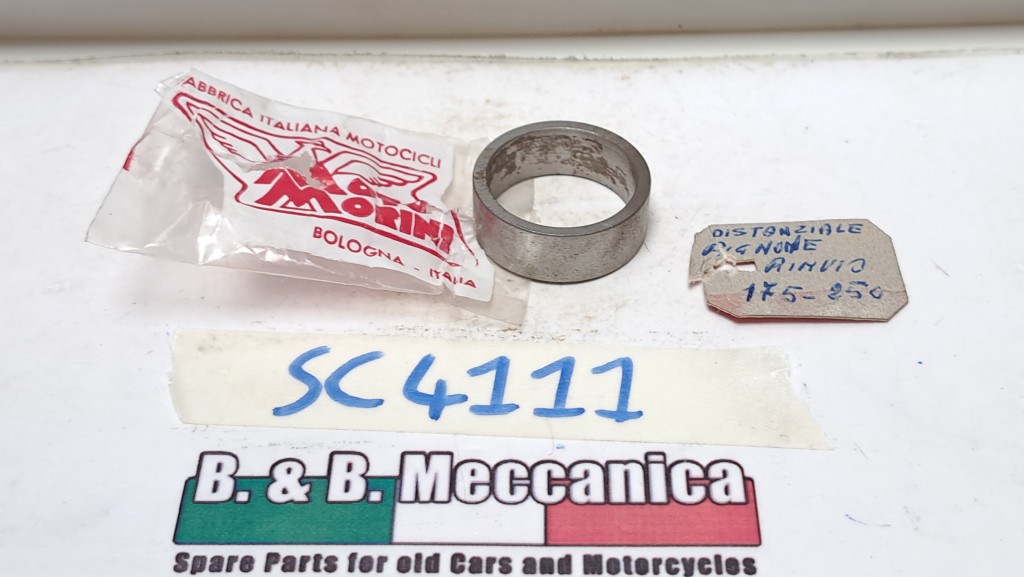 ABBRICA ITALIANA MOTOCICLI
MOTO
MORINI
BOLOGNA - ITALIA
DISTANZIALE
PIGNONE
RINVIO
175-250
SC4111
B. & B. Meccanica
Spare Parts for old Cars and Motorcycles